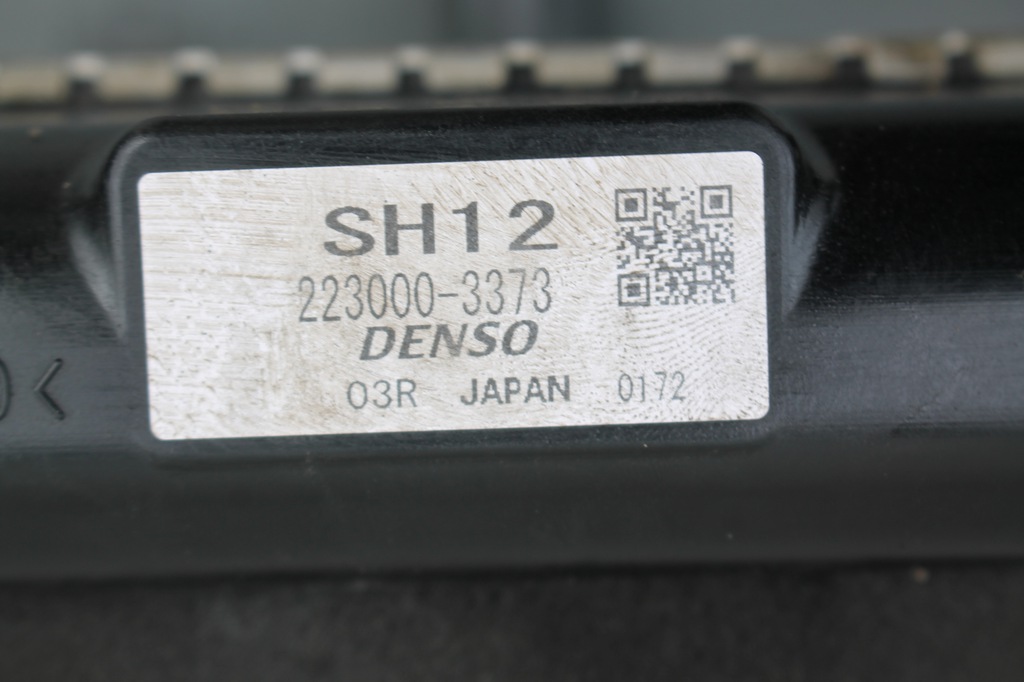 SH12
223000-3373
DENSO
03R JAPAN 0172
<